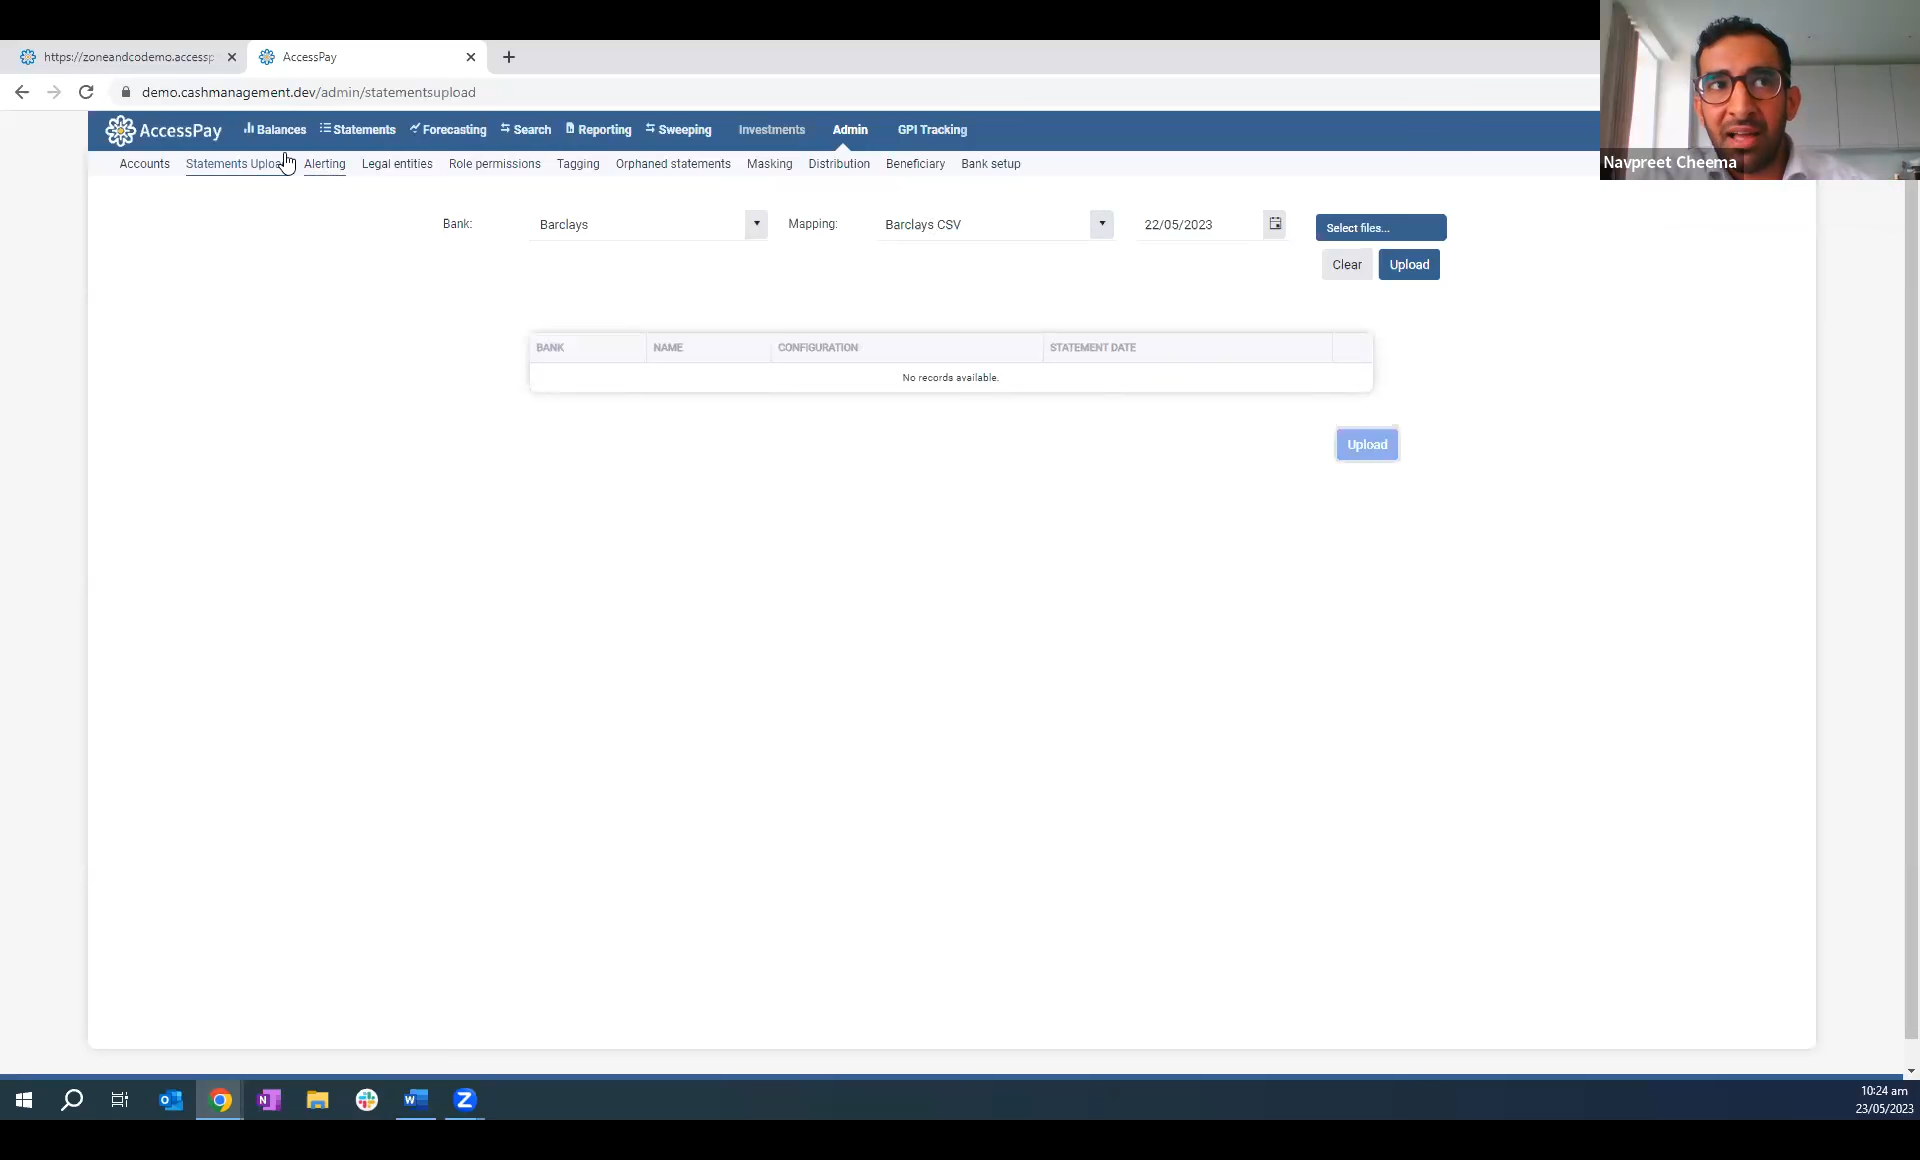 https://zoneandcodemo.accessp
AccessPay
demo.cashmanagement.dev/admin/statementsupload
AccessPay Balances Statements Forecasting Search Reporting Sweeping Investments Admin GPI Tracking
Accounts Statements Uploa Alerting Legal entities Role permissions Tagging Orphaned statements Masking Distribution Beneficiary Bank setup
Navpreet Cheema
Bank: Barclays Mapping: Barclays CSV 22/05/2023 Select files...
Clear Upload
BANK NAME CONFIGURATION STATEMENT DATE
No records available.
Upload
10:24 am
23/05/2023